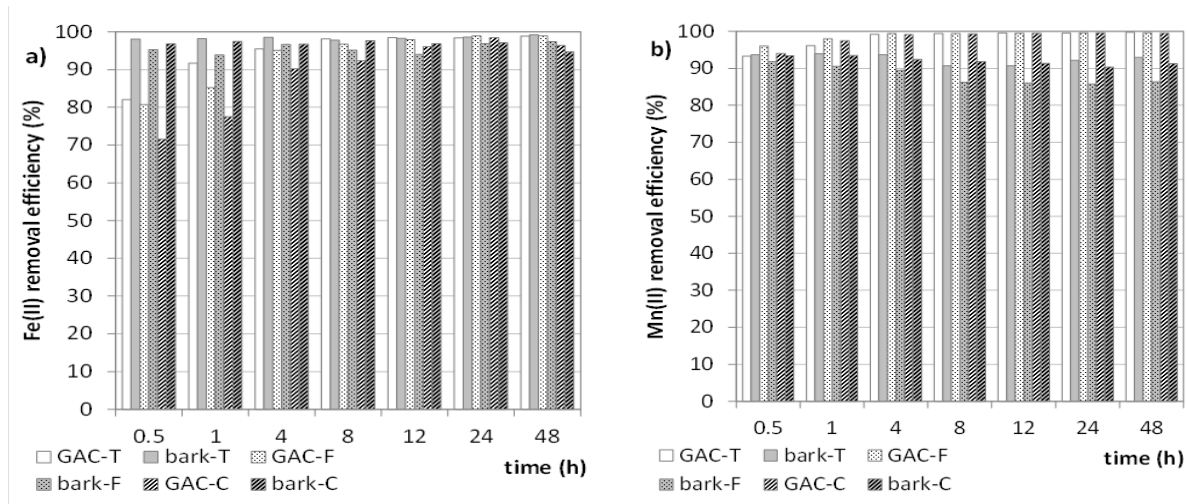 a)
Fe(II) removal efficiency (%)
100
90
80
70
60
50
40
30
20
10
0
0.5 1 4 8 12 24 48
time (h)
GAC-T bark-T GAC-F
bark-F GAC-C bark-C
b)
Mn(II) removal efficiency (%)
100
90
80
70
60
50
40
30
20
10
0
0.5 1 4 8 12 24 48
time (h)
GAC-T bark-T GAC-F
bark-F GAC-C bark-C